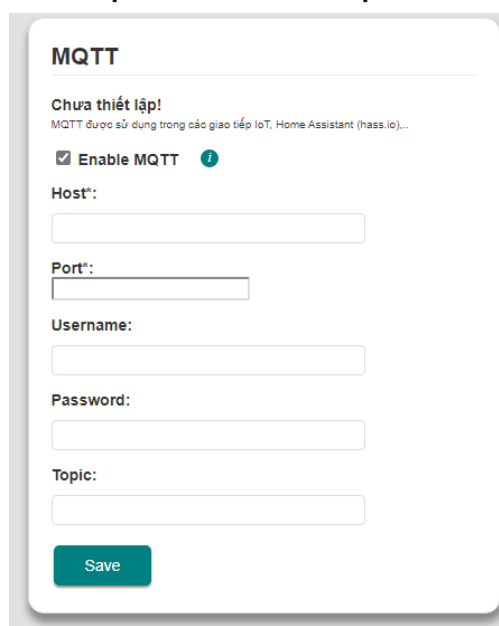 MQTT
Chưa thiết lập!
MQTT được sử dụng trong các giao tiếp IoT, Home Assistant (hass.io),..
Enable MQTT i
Host*:
Port*:
Username:
Password:
Topic:
Save